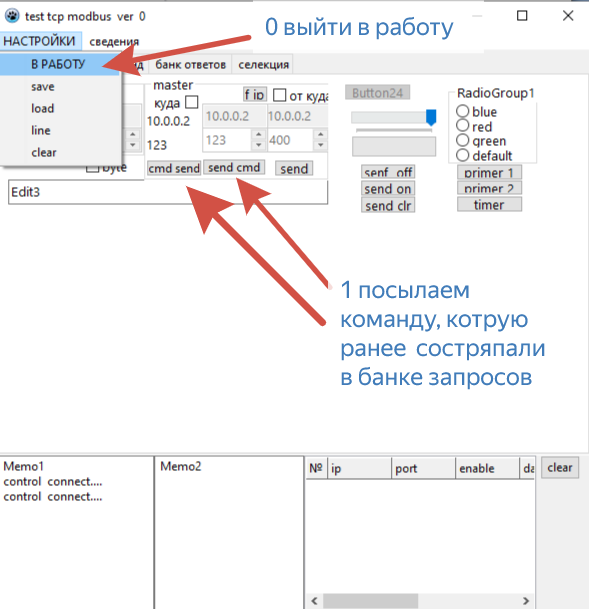 test tcp modbus ver 0
0 выйти в работу
НАСТРОЙКИ сведения
В РАБОТУ
банк ответов селекция
save
load
line
clear
byte
master
куда
f ip
от куда
10.0.0.2 10.0.0.2 10.0.0.2
123 123 400
cmd send send cmd send
Edit3
Button24
RadioGroup1
blue
red
green
default
senf off
send on
send clr
primer 1
primer 2
timer
1 посылаем
команду, котрую
ранее состряпали
в банке запросов
Memo1
control connect....
control connect....
Memo2
№ ip port enable da
clear